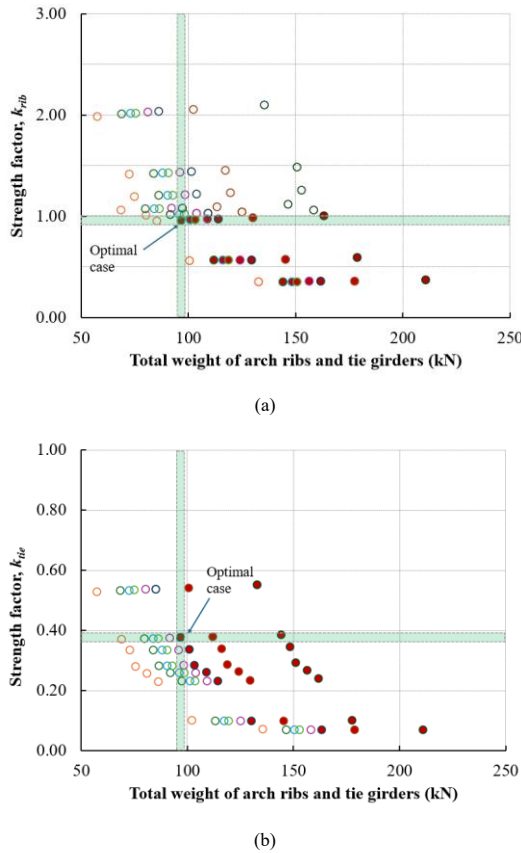 (a)
3.00
2.00
1.00
0.00
Strength factor, k_rib
Optimal
case
50
100
150
200
250
Total weight of arch ribs and tie girders (kN)
(a)
1.00
0.80
0.60
0.40
0.20
0.00
Strength factor, k_tie
Optimal
case
50
100
150
200
250
Total weight of arch ribs and tie girders (kN)
(b)